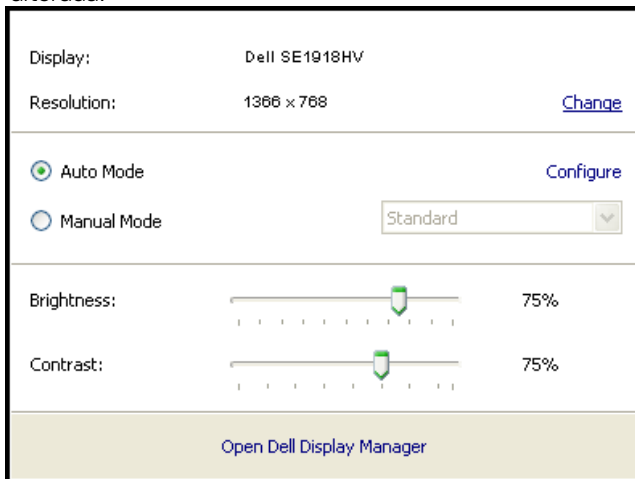 Display: Dell SE1918HV
Resolution: 1366 x 768 Change
Auto Mode Configure
Manual Mode Standard
Brightness: 75%
Contrast: 75%
Open Dell Display Manager